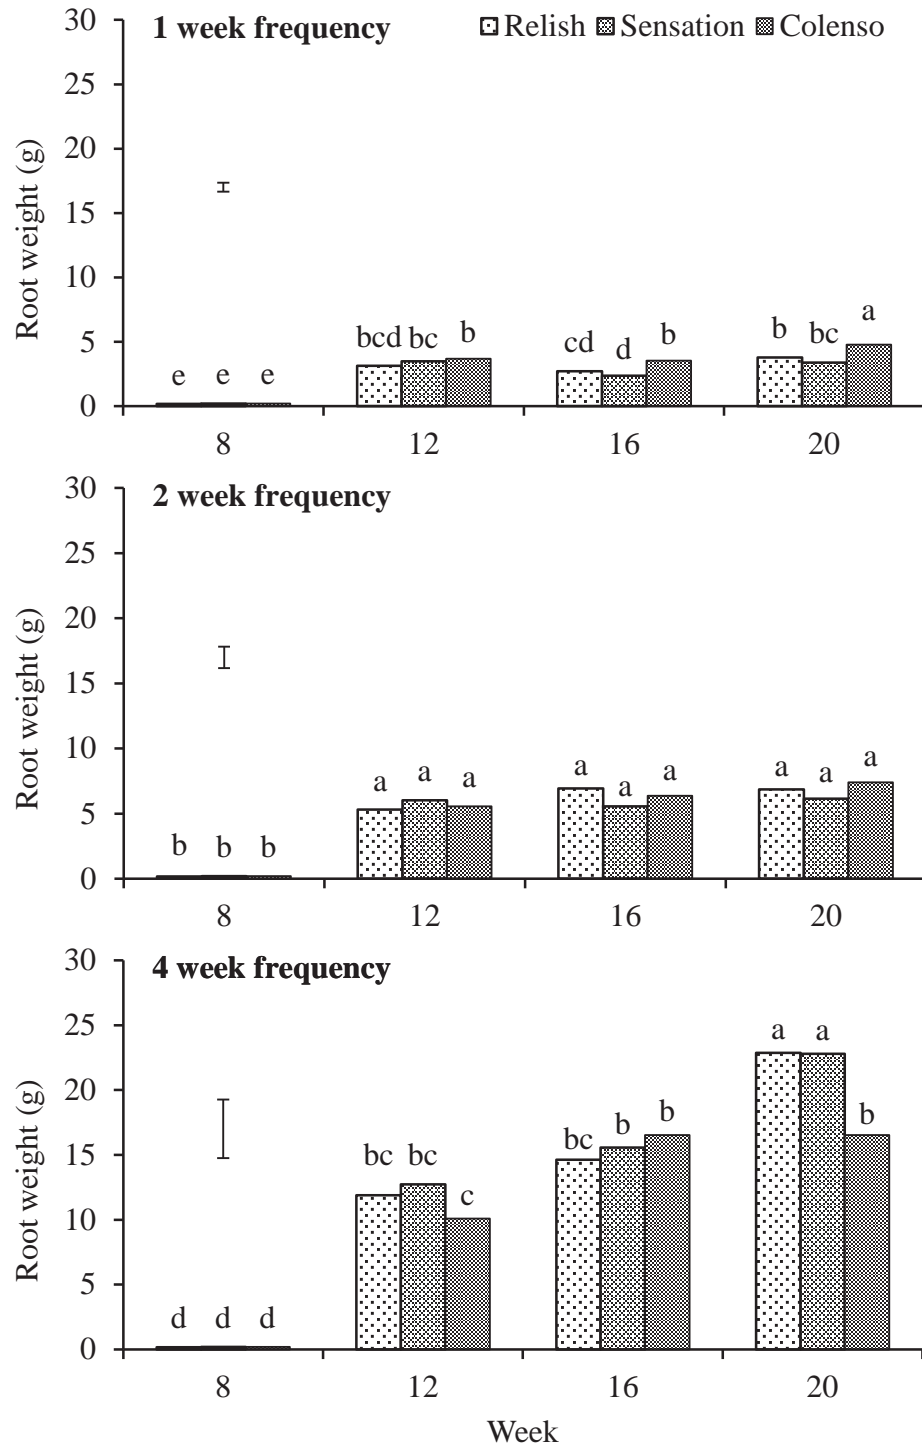 1 week frequency Relish Sensation Colenso
30
25
20
15
10
5
0
Root weight (g)
e e e bcd bc b cd d b b bc a
8 12 16 20
2 week frequency
30
25
20
15
10
5
0
Root weight (g)
b b b a a a a a a a a a
8 12 16 20
4 week frequency
30
25
20
15
10
5
0
Root weight (g)
d d d bc bc c bc b b a a b
8 12 16 20
Week